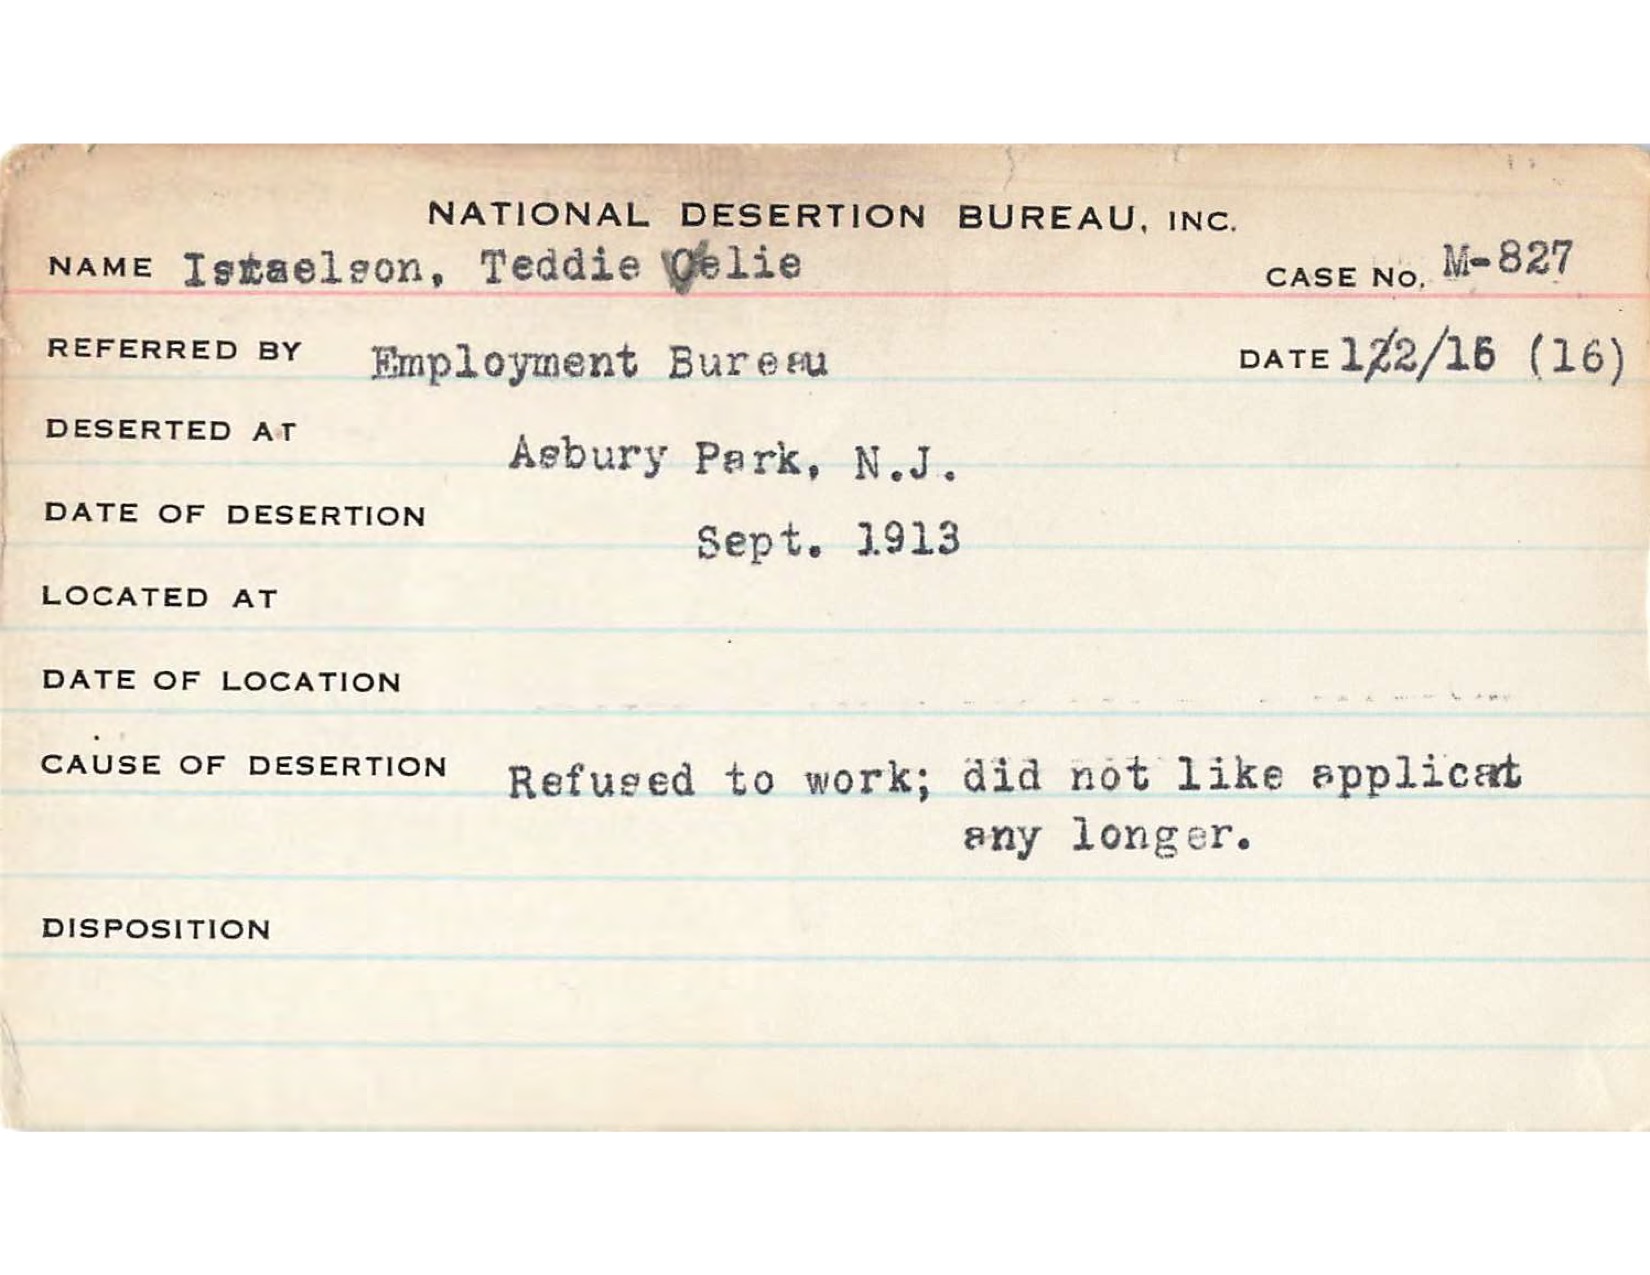 NATIONAL DESERTION BUREAU, INC.
NAME Israelson, Teddie Celie CASE No. M-827
REFERRED BY Employment Bureau DATE 1/2/16 (16)
DESERTED AT Asbury Park, N.J.
DATE OF DESERTION Sept. 1913
LOCATED AT
DATE OF LOCATION
CAUSE OF DESERTION Refused to work; did not like applicat
any longer.
DISPOSITION